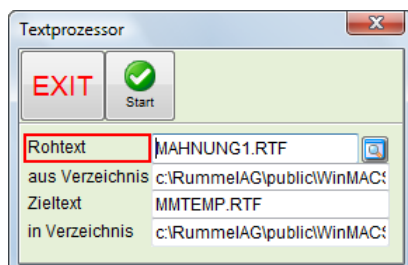 Textprozessor
EXIT
Start
Rohtext MAHNUNG1.RTF
aus Verzeichnis c:\RummelAG\public\WinMACS
Zieltext MMTEMP.RTF
in Verzeichnis c:\RummelAG\public\WinMACS